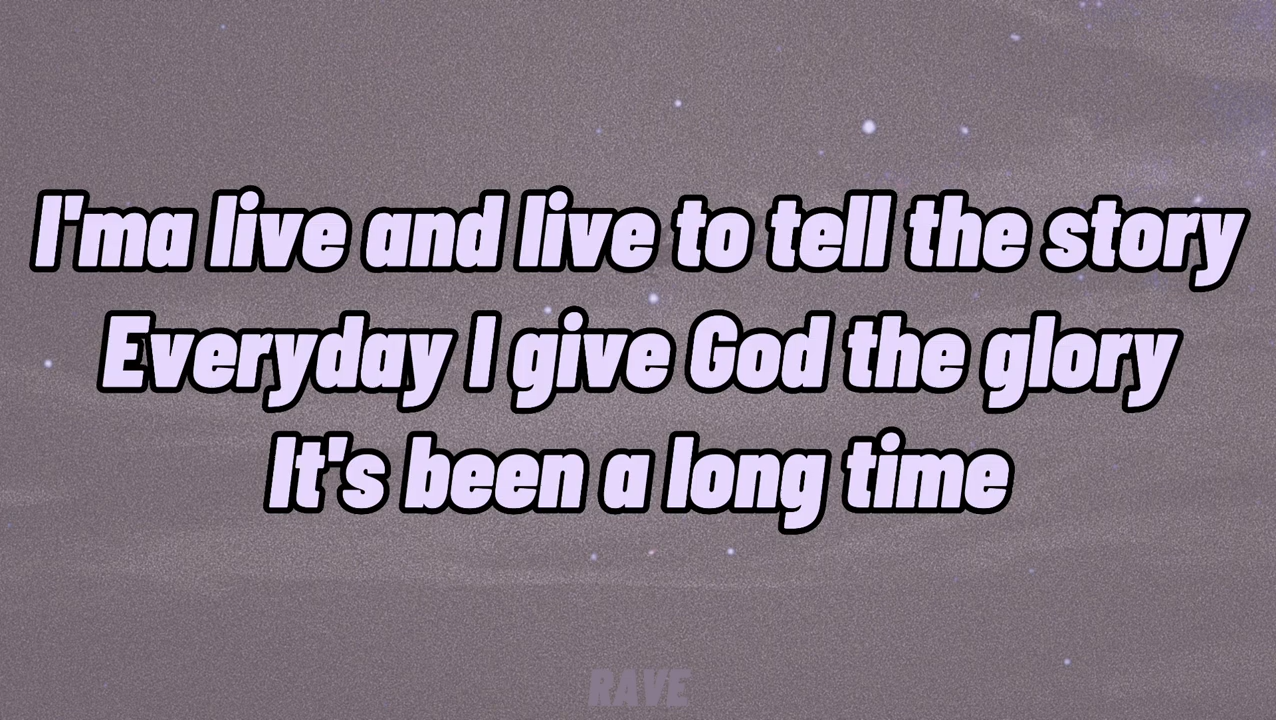 I'ma live and live to tell the story
Everyday I give God the glory
It's been a long time
RAVE